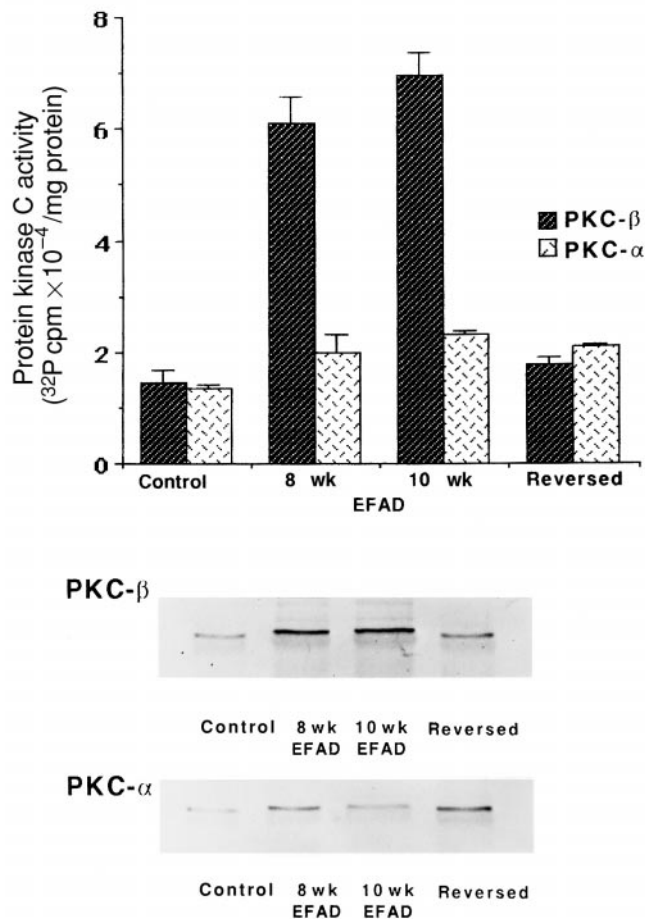 8
6
4
2
0
Protein kinase C activity
(³²P cpm ×10⁻⁴/mg protein)
PKC-β
PKC-α
Control 8 wk 10 wk Reversed
EFAD
PKC-β
Control 8 wk 10 wk Reversed
EFAD EFAD
PKC-α
Control 8 wk 10 wk Reversed
EFAD EFAD